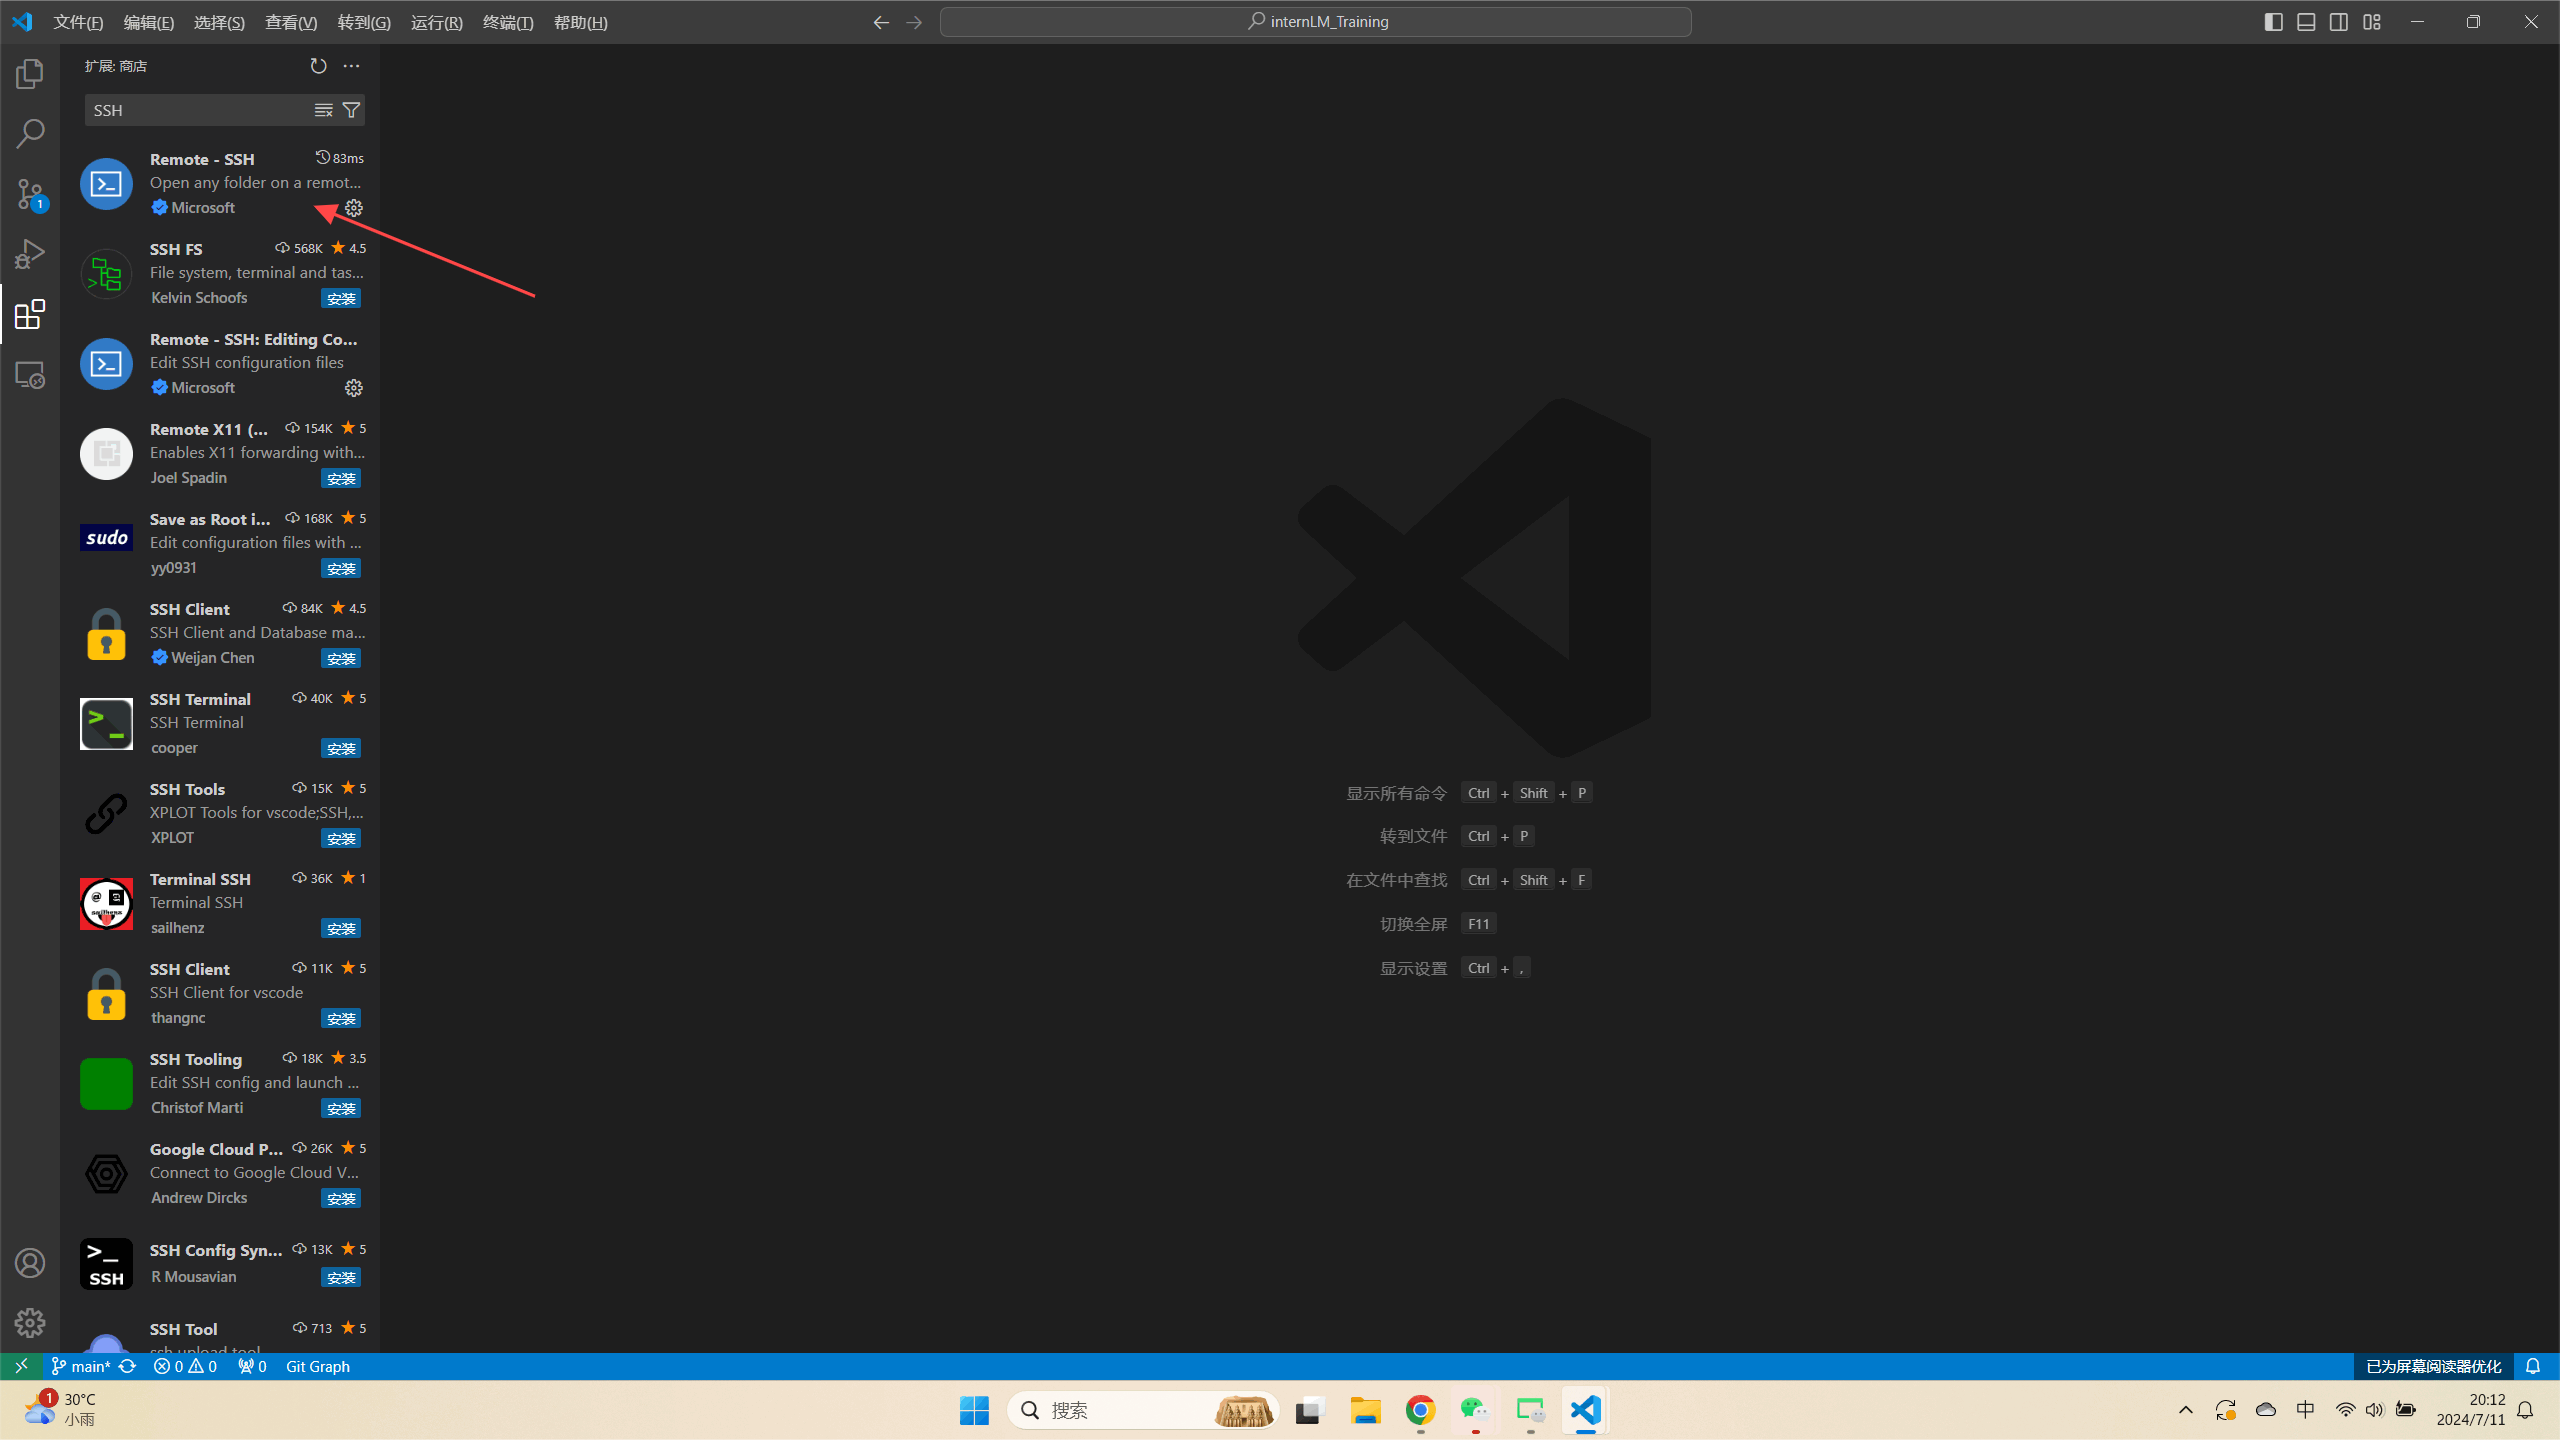 文件(F) 编辑(E) 选择(S) 查看(V) 转到(G) 运行(R) 终端(T) 帮助(H)
internLM_Training
扩展: 商店
SSH
1
Remote - SSH 83ms
Open any folder on a remot...
Microsoft
SSH FS 568K 4.5
File system, terminal and tas...
Kelvin Schoofs 安装
Remote - SSH: Editing Co...
Edit SSH configuration files
Microsoft
Remote X11 (... 154K 5
Enables X11 forwarding with...
Joel Spadin 安装
sudo
Save as Root i... 168K 5
Edit configuration files with ...
yy0931 安装
SSH Client 84K 4.5
SSH Client and Database ma...
Weijan Chen 安装
SSH Terminal 40K 5
SSH Terminal
cooper 安装
SSH Tools 15K 5
XPLOT Tools for vscode;SSH,...
XPLOT 安装
Terminal SSH 36K 1
Terminal SSH
sailhenz 安装
SSH Client 11K 5
SSH Client for vscode
thangnc 安装
SSH Tooling 18K 3.5
Edit SSH config and launch ...
Christof Marti 安装
Google Cloud P... 26K 5
Connect to Google Cloud V...
Andrew Dircks 安装
>_
SSH
SSH Config Syn... 13K 5
R Mousavian 安装
SSH Tool 713 5
ssh upload tool
显示所有命令 Ctrl + Shift + P
转到文件 Ctrl + P
在文件中查找 Ctrl + Shift + F
切换全屏 F11
显示设置 Ctrl + ,
main* 0 0 0 Git Graph
已为屏幕阅读器优化
1
30°C
小雨
搜索
中
20:12
2024/7/11